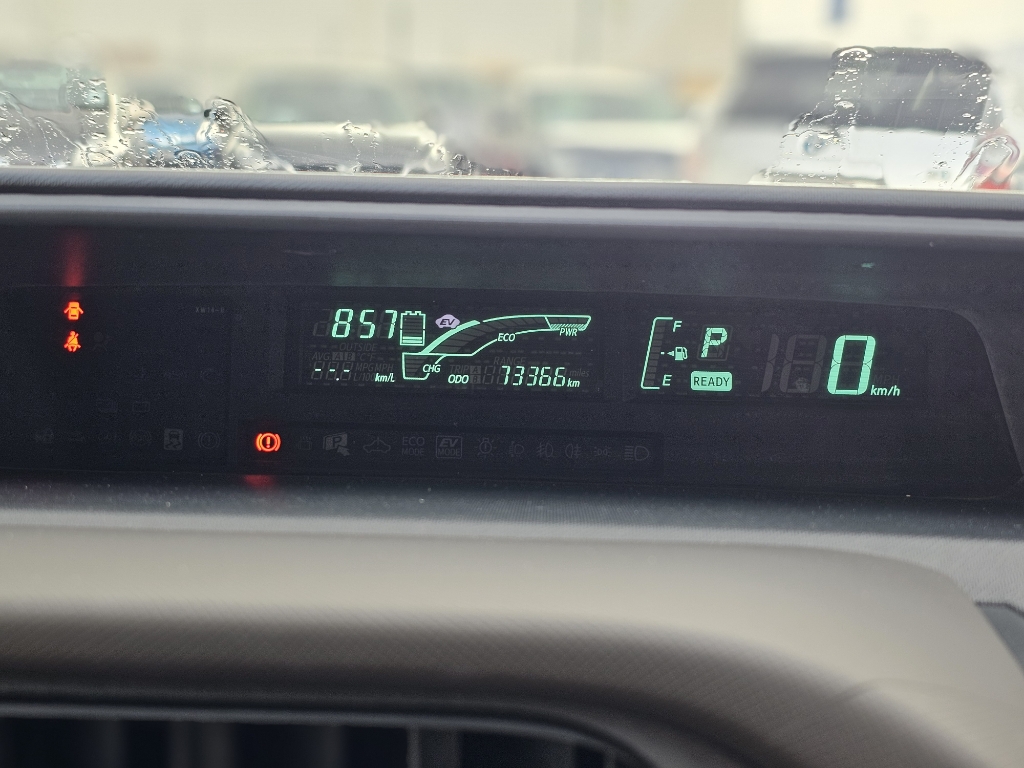 857
EV
ECO
PWR
CHG
--- km/L
ODO 73366 km
F
E
P
READY
0 km/h
ECO MODE
EV MODE